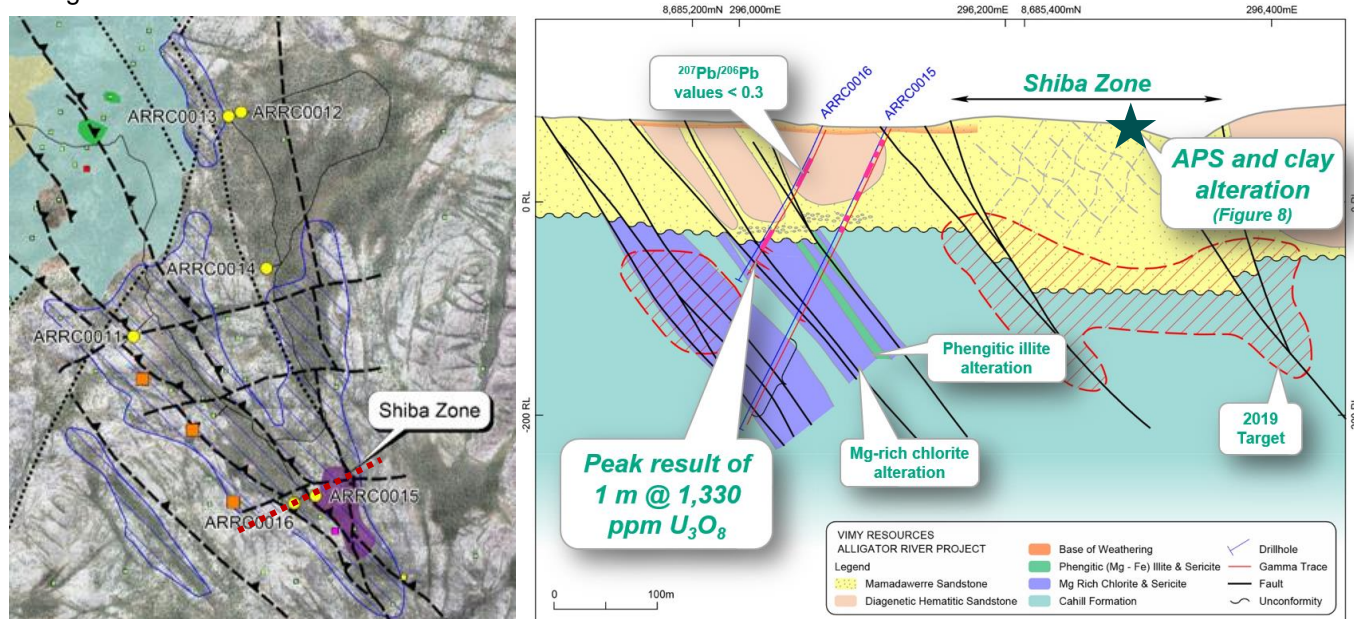 ARRC0013
ARRC0012
ARRC0014
ARRC0011
Shiba Zone
ARRC0015
ARRC0016
8,685,200mN 296,000mE 296,200mE 8,685,400mN 296,400mE
207Pb/206Pb
values < 0.3
ARRC0016
ARRC0015
Shiba Zone
APS and clay
alteration
(Figure 8)
0 RL
-200 RL
Phengitic illite
alteration
Mg-rich chlorite
alteration
2019
Target
Peak result of
1 m @ 1,330
ppm U3O8
0 100m
VIMY RESOURCES
ALLIGATOR RIVER PROJECT
Legend
Mamadawerre Sandstone
Diagenetic Hematitic Sandstone
Base of Weathering
Phengitic (Mg - Fe) Illite & Sericite
Mg Rich Chlorite & Sericite
Cahill Formation
Drillhole
Gamma Trace
Fault
Unconformity